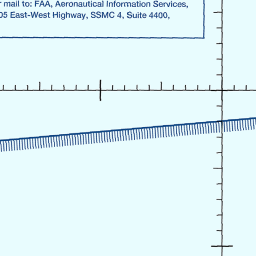 mail to: FAA, Aeronautical Information Services,
05 East-West Highway, SSMC 4, Suite 4400,